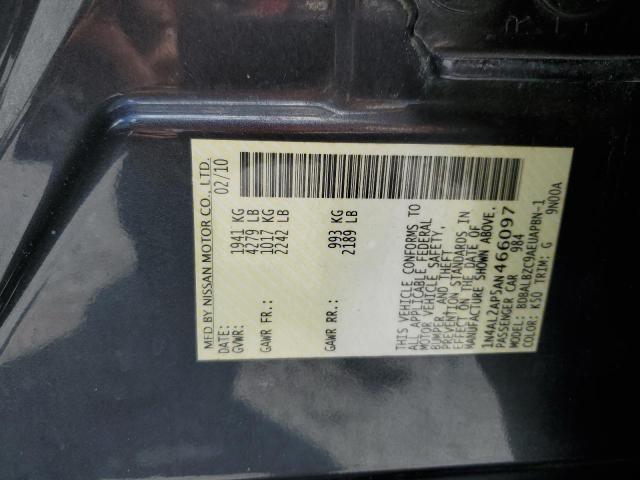 MFD BY NISSAN MOTOR CO., LTD.
DATE: 02/10
GVWR: 1941 KG
4279 LB
GAWR FR.: 1017 KG
2242 LB
GAWR RR.: 993 KG
2189 LB
THIS VEHICLE CONFORMS TO
ALL APPLICABLE FEDERAL
MOTOR VEHICLE SAFETY,
BUMPER, AND THEFT
PREVENTION STANDARDS IN
EFFECT ON THE DATE OF
MANUFACTURE SHOWN ABOVE.
1N4AL2AP5AN466097
PASSENGER CAR 984
MODEL: BDBALBZC9AEUAPBN-1
COLOR: K50 TRIM: G 9N00A